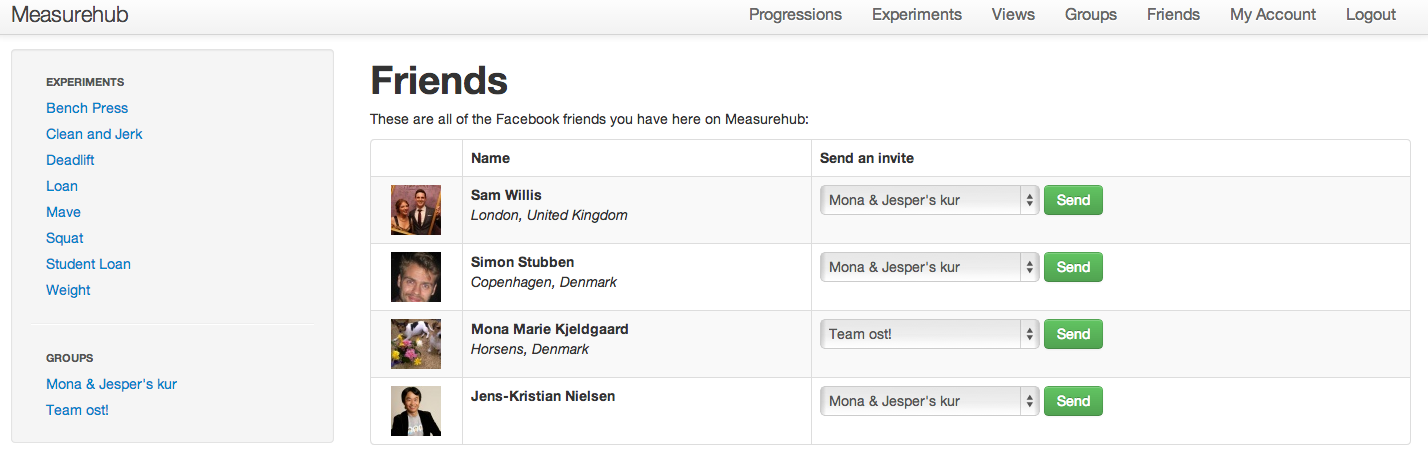 Measurehub
Progressions Experiments Views Groups Friends My Account Logout
EXPERIMENTS
Bench Press
Clean and Jerk
Deadlift
Loan
Mave
Squat
Student Loan
Weight
GROUPS
Mona & Jesper's kur
Team ost!
Friends
These are all of the Facebook friends you have here on Measurehub:
Name Send an invite
Sam Willis
London, United Kingdom
Mona & Jesper's kur Send
Simon Stubben
Copenhagen, Denmark
Mona & Jesper's kur Send
Mona Marie Kjeldgaard
Horsens, Denmark
Team ost! Send
Jens-Kristian Nielsen
Mona & Jesper's kur Send